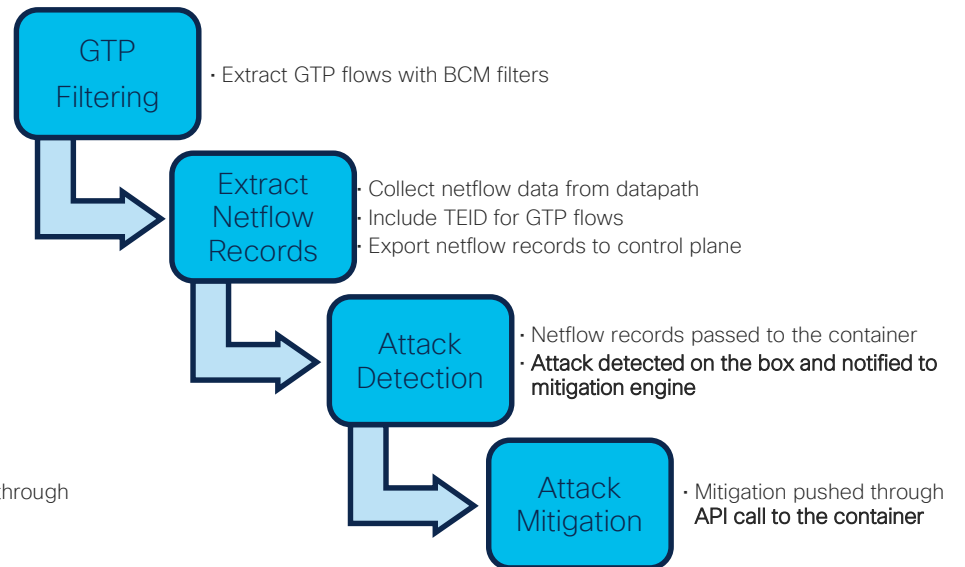 GTP
Filtering
· Extract GTP flows with BCM filters
Extract
Netflow
Records
· Collect netflow data from datapath
· Include TEID for GTP flows
· Export netflow records to control plane
Attack
Detection
· Netflow records passed to the container
· Attack detected on the box and notified to
mitigation engine
through
Attack
Mitigation
· Mitigation pushed through
API call to the container